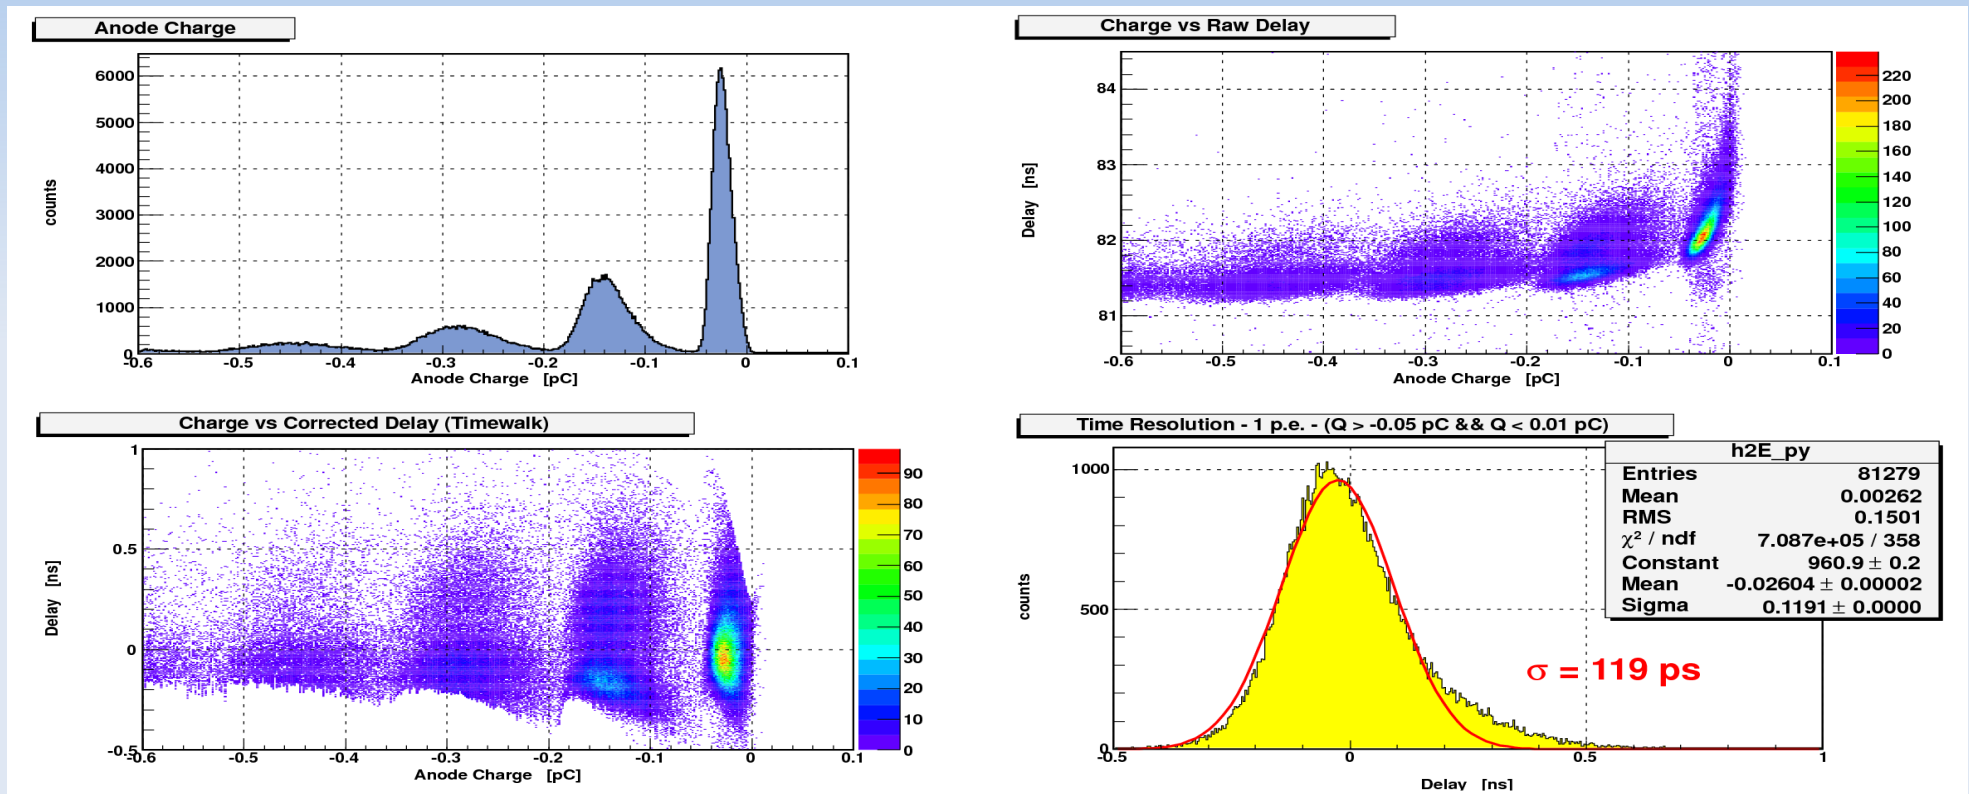 Anode Charge
6000
5000
4000
3000
2000
1000
0
counts
-0.6 -0.5 -0.4 -0.3 -0.2 -0.1 0 0.1
Anode Charge [pC]
Charge vs Raw Delay
84
83
82
81
Delay [ns]
-0.6 -0.5 -0.4 -0.3 -0.2 -0.1 0 0.1
Anode Charge [pC]
220
200
180
160
140
120
100
80
60
40
20
0
Charge vs Corrected Delay (Timewalk)
1
0.5
0
-0.5
Delay [ns]
-0.6 -0.5 -0.4 -0.3 -0.2 -0.1 0 0.1
Anode Charge [pC]
90
80
70
60
50
40
30
20
10
0
Time Resolution - 1 p.e. - (Q > -0.05 pC && Q < 0.01 pC)
h2E_py
Entries 81279
Mean 0.00262
RMS 0.1501
χ² / ndf 7.087e+05 / 358
Constant 960.9 ± 0.2
Mean -0.02604 ± 0.00002
Sigma 0.1191 ± 0.0000
1000
500
0
counts
σ = 119 ps
-0.5 0 0.5 1
Delay [ns]